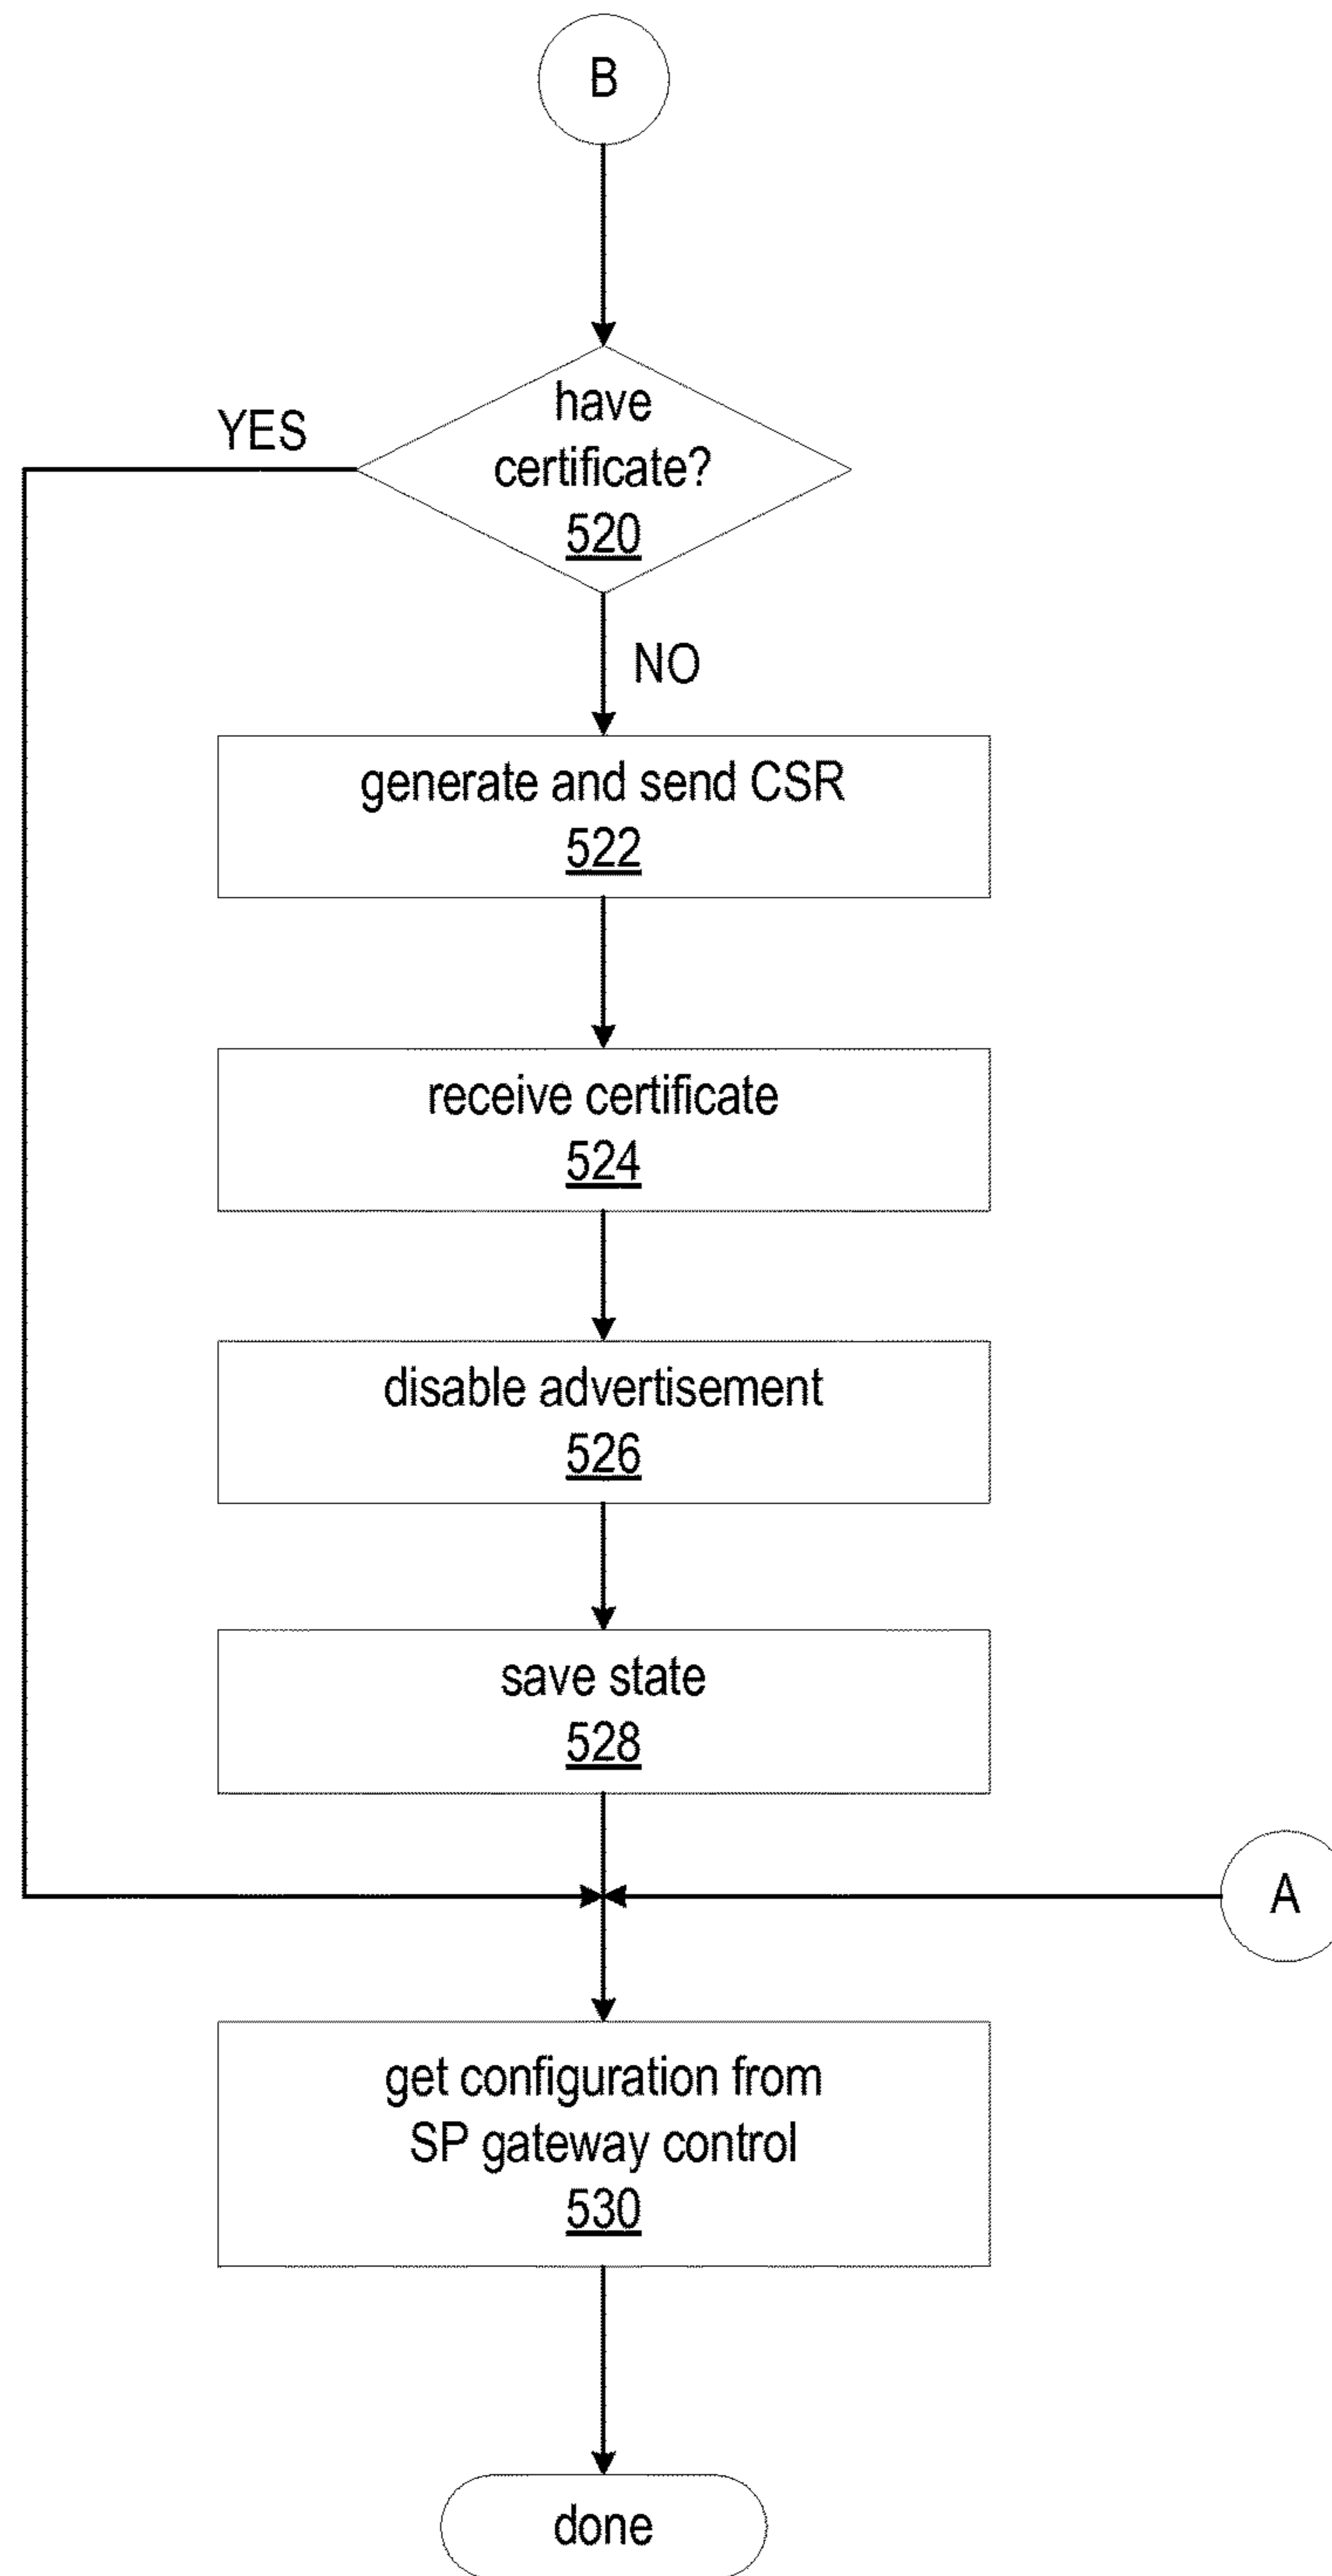 B
have
certificate?
520
YES
NO
generate and send CSR
522
receive certificate
524
disable advertisement
526
save state
528
A
get configuration from
SP gateway control
530
done